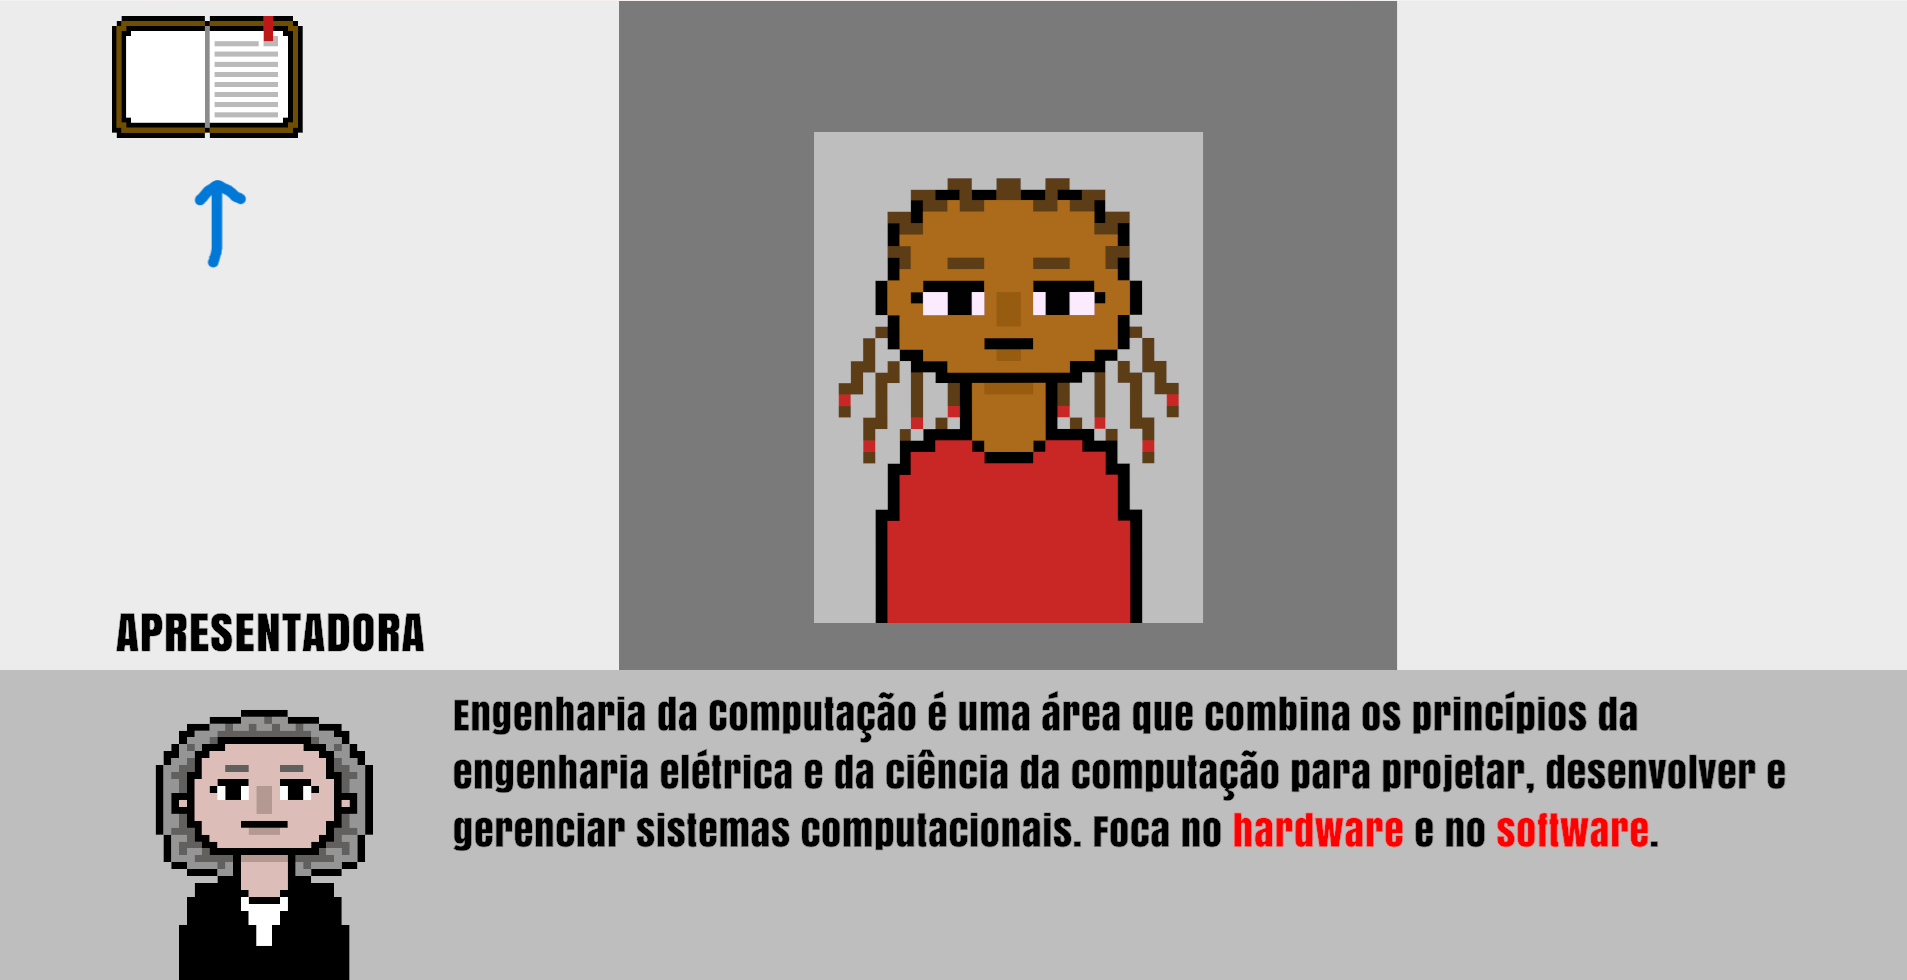 APRESENTADORA
Engenharia da Computação é uma área que combina os princípios da
engenharia elétrica e da ciência da computação para projetar, desenvolver e
gerenciar sistemas computacionais. Foca no hardware e no software.